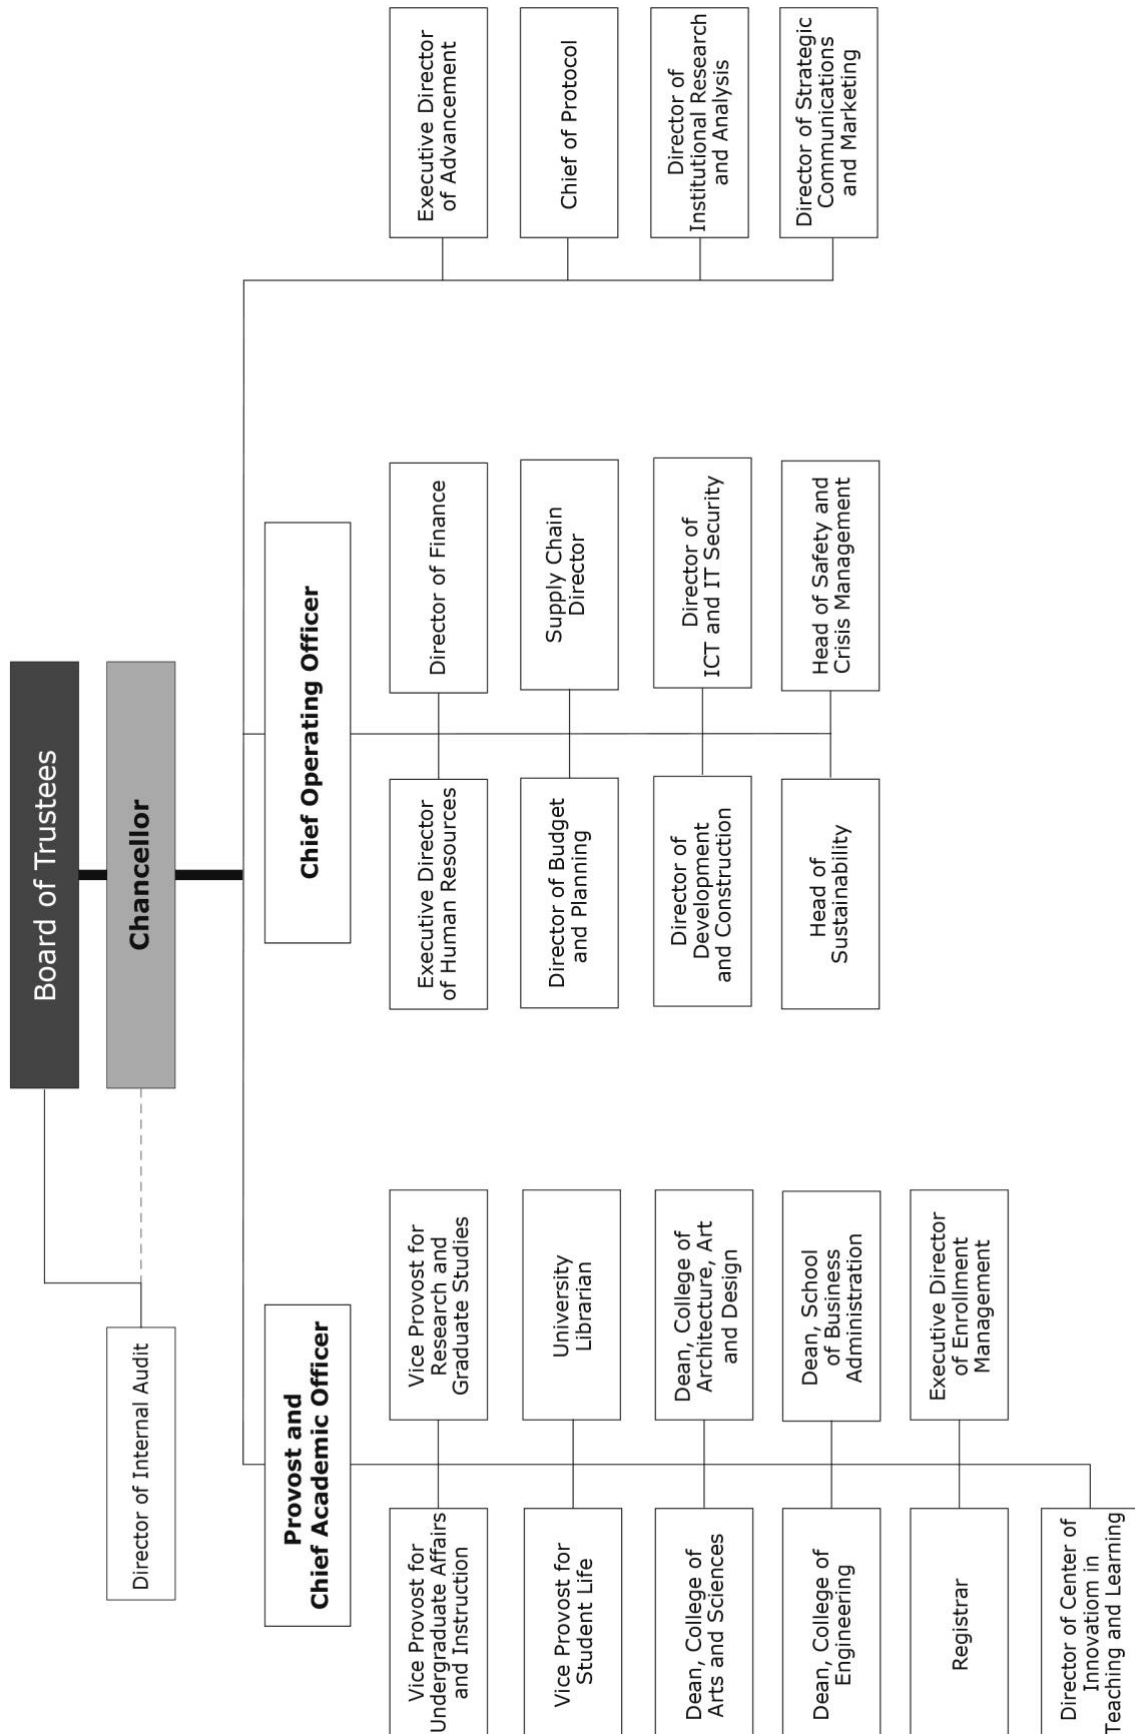 Board of Trustees
Chancellor
Director of Internal Audit
Provost and
Chief Academic Officer
Vice Provost for
Undergraduate Affairs
and Instruction
Vice Provost for
Research and
Graduate Studies
Vice Provost for
Student Life
University
Librarian
Dean, College of
Arts and Sciences
Dean, College of
Architecture, Art
and Design
Dean, College of
Engineering
Dean, School
of Business
Administration
Registrar
Executive Director
of Enrollment
Management
Director of Center of
Innovatiom in
Teaching and Learning
Chief Operating Officer
Executive Director
of Human Resources
Director of Finance
Director of Budget
and Planning
Supply Chain
Director
Director of
Development
and Construction
Director of
ICT and IT Security
Head of
Sustainability
Head of Safety and
Crisis Management
Executive Director
of Advancement
Chief of Protocol
Director of
Institutional Research
and Analysis
Director of Strategic
Communications
and Marketing